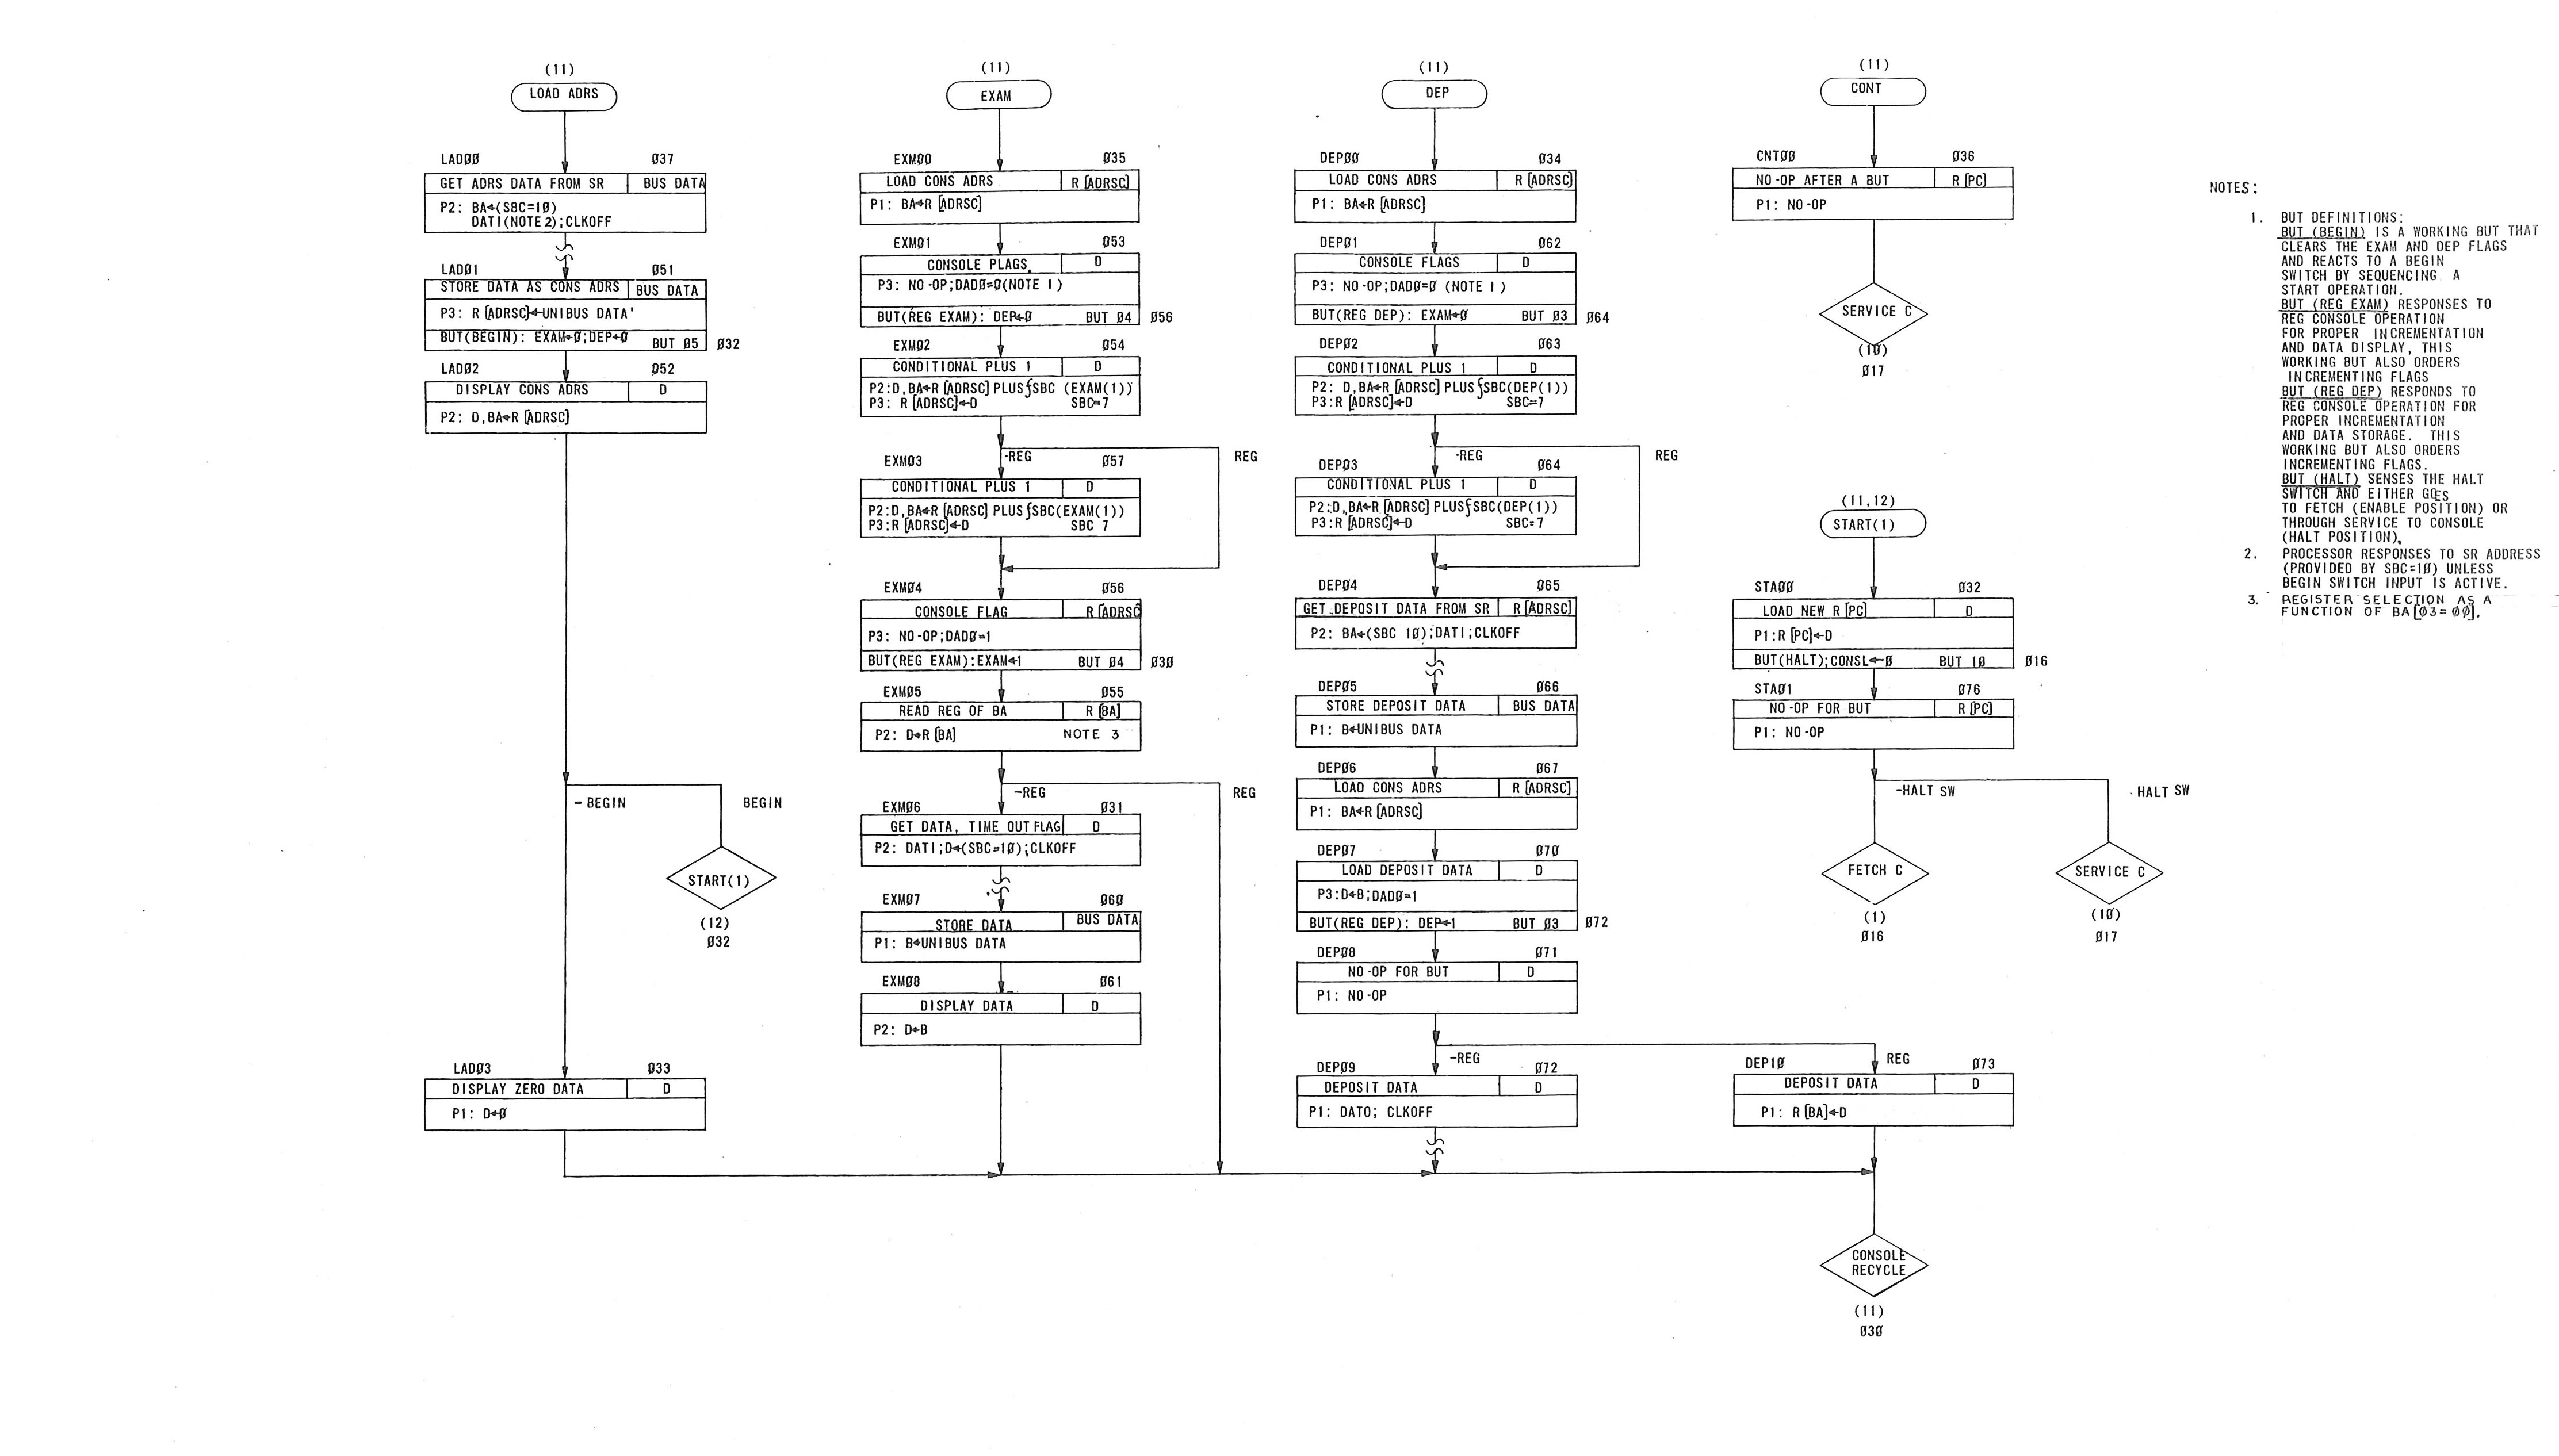 (11)
LOAD ADRS
LADØØ Ø37
GET ADRS DATA FROM SR BUS DATA
P2: BA←(SBC=1Ø)
DATI(NOTE 2);CLKOFF
LADØ1 Ø51
STORE DATA AS CONS ADRS BUS DATA
P3: R [ADRSC]←UNIBUS DATA'
BUT(BEGIN): EXAM←Ø;DEP←Ø BUT Ø5 Ø32
LADØ2 Ø52
DISPLAY CONS ADRS D
P2: D,BA←R [ADRSC]
-BEGIN BEGIN
START(1)
(12)
Ø32
LADØ3 Ø33
DISPLAY ZERO DATA D
P1: D←Ø
(11)
EXAM
EXMØØ Ø35
LOAD CONS ADRS R [ADRSC]
P1: BA←R [ADRSC]
EXMØ1 Ø53
CONSOLE PLAGS. D
P3: NO-OP;DADØ=Ø(NOTE 1)
BUT(REG EXAM): DEP←Ø BUT Ø4 Ø56
EXMØ2 Ø54
CONDITIONAL PLUS 1 D
P2:D,BA←R [ADRSC] PLUS∫SBC (EXAM(1))
P3: R [ADRSC]←D SBC=7
-REG REG
EXMØ3 Ø57
CONDITIONAL PLUS 1 D
P2:D,BA←R [ADRSC] PLUS∫SBC(EXAM(1))
P3:R [ADRSC]←D SBC 7
EXMØ4 Ø56
CONSOLE FLAG R [ADRSC
P3: NO-OP;DADØ=1
BUT(REG EXAM):EXAM←1 BUT Ø4 Ø3Ø
EXMØ5 Ø55
READ REG OF BA R [BA]
P2: D←R [BA] NOTE 3
-REG REG
EXMØ6 Ø31
GET DATA, TIME OUT FLAG D
P2: DATI;D←(SBC=1Ø);CLKOFF
EXMØ7 Ø6Ø
STORE DATA BUS DATA
P1: B←UNIBUS DATA
EXMØ8 Ø61
DISPLAY DATA D
P2: D←B
(11)
DEP
DEPØØ Ø34
LOAD CONS ADRS R [ADRSC]
P1: BA←R [ADRSC]
DEPØ1 Ø62
CONSOLE FLAGS D
P3: NO-OP;DADØ=Ø (NOTE 1)
BUT(REG DEP): EXAM←Ø BUT Ø3 Ø64
DEPØ2 Ø63
CONDITIONAL PLUS 1 D
P2: D,BA←R [ADRSC] PLUS∫SBC(DEP(1))
P3:R [ADRSC]←D SBC=7
-REG REG
DEPØ3 Ø64
CONDITIONAL PLUS 1 D
P2:D,BA←R [ADRSC] PLUS∫SBC(DEP(1))
P3:R [ADRSC]←D SBC=7
DEPØ4 Ø65
GET DEPOSIT DATA FROM SR R [ADRSC]
P2: BA←(SBC 1Ø);DATI;CLKOFF
DEPØ5 Ø66
STORE DEPOSIT DATA BUS DATA
P1: B←UNIBUS DATA
DEPØ6 Ø67
LOAD CONS ADRS R [ADRSC]
P1: BA←R [ADRSC]
DEPØ7 Ø7Ø
LOAD DEPOSIT DATA D
P3:D←B;DADØ=1
BUT(REG DEP): DEP←1 BUT Ø3 Ø72
DEPØ8 Ø71
NO-OP FOR BUT D
P1: NO-OP
-REG REG
DEPØ9 Ø72
DEPOSIT DATA D
P1: DATO; CLKOFF
DEP1Ø Ø73
DEPOSIT DATA D
P1: R [BA]←D
CONSOLE
RECYCLE
(11)
Ø3Ø
(11)
CONT
CNTØØ Ø36
NO-OP AFTER A BUT R [PC]
P1: NO-OP
SERVICE C
(1Ø)
Ø17
(11,12)
START(1)
STAØØ Ø32
LOAD NEW R [PC] D
P1:R [PC]←D
BUT(HALT);CONSL←Ø BUT 1Ø Ø16
STAØ1 Ø76
NO-OP FOR BUT R [PC]
P1: NO-OP
-HALT SW HALT SW
FETCH C
(1)
Ø16
SERVICE C
(1Ø)
Ø17
NOTES:
1. BUT DEFINITIONS:
BUT (BEGIN) IS A WORKING BUT THAT
CLEARS THE EXAM AND DEP FLAGS
AND REACTS TO A BEGIN
SWITCH BY SEQUENCING A
START OPERATION.
BUT (REG EXAM) RESPONSES TO
REG CONSOLE OPERATION
FOR PROPER INCREMENTATION
AND DATA DISPLAY, THIS
WORKING BUT ALSO ORDERS
INCREMENTING FLAGS
BUT (REG DEP) RESPONDS TO
REG CONSOLE OPERATION FOR
PROPER INCREMENTATION
AND DATA STORAGE. THIS
WORKING BUT ALSO ORDERS
INCREMENTING FLAGS.
BUT (HALT) SENSES THE HALT
SWITCH AND EITHER GOES
TO FETCH (ENABLE POSITION) OR
THROUGH SERVICE TO CONSOLE
(HALT POSITION).
2. PROCESSOR RESPONSES TO SR ADDRESS
(PROVIDED BY SBC=1Ø) UNLESS
BEGIN SWITCH INPUT IS ACTIVE.
3. REGISTER SELECTION AS A
FUNCTION OF BA[Ø3=ØØ].